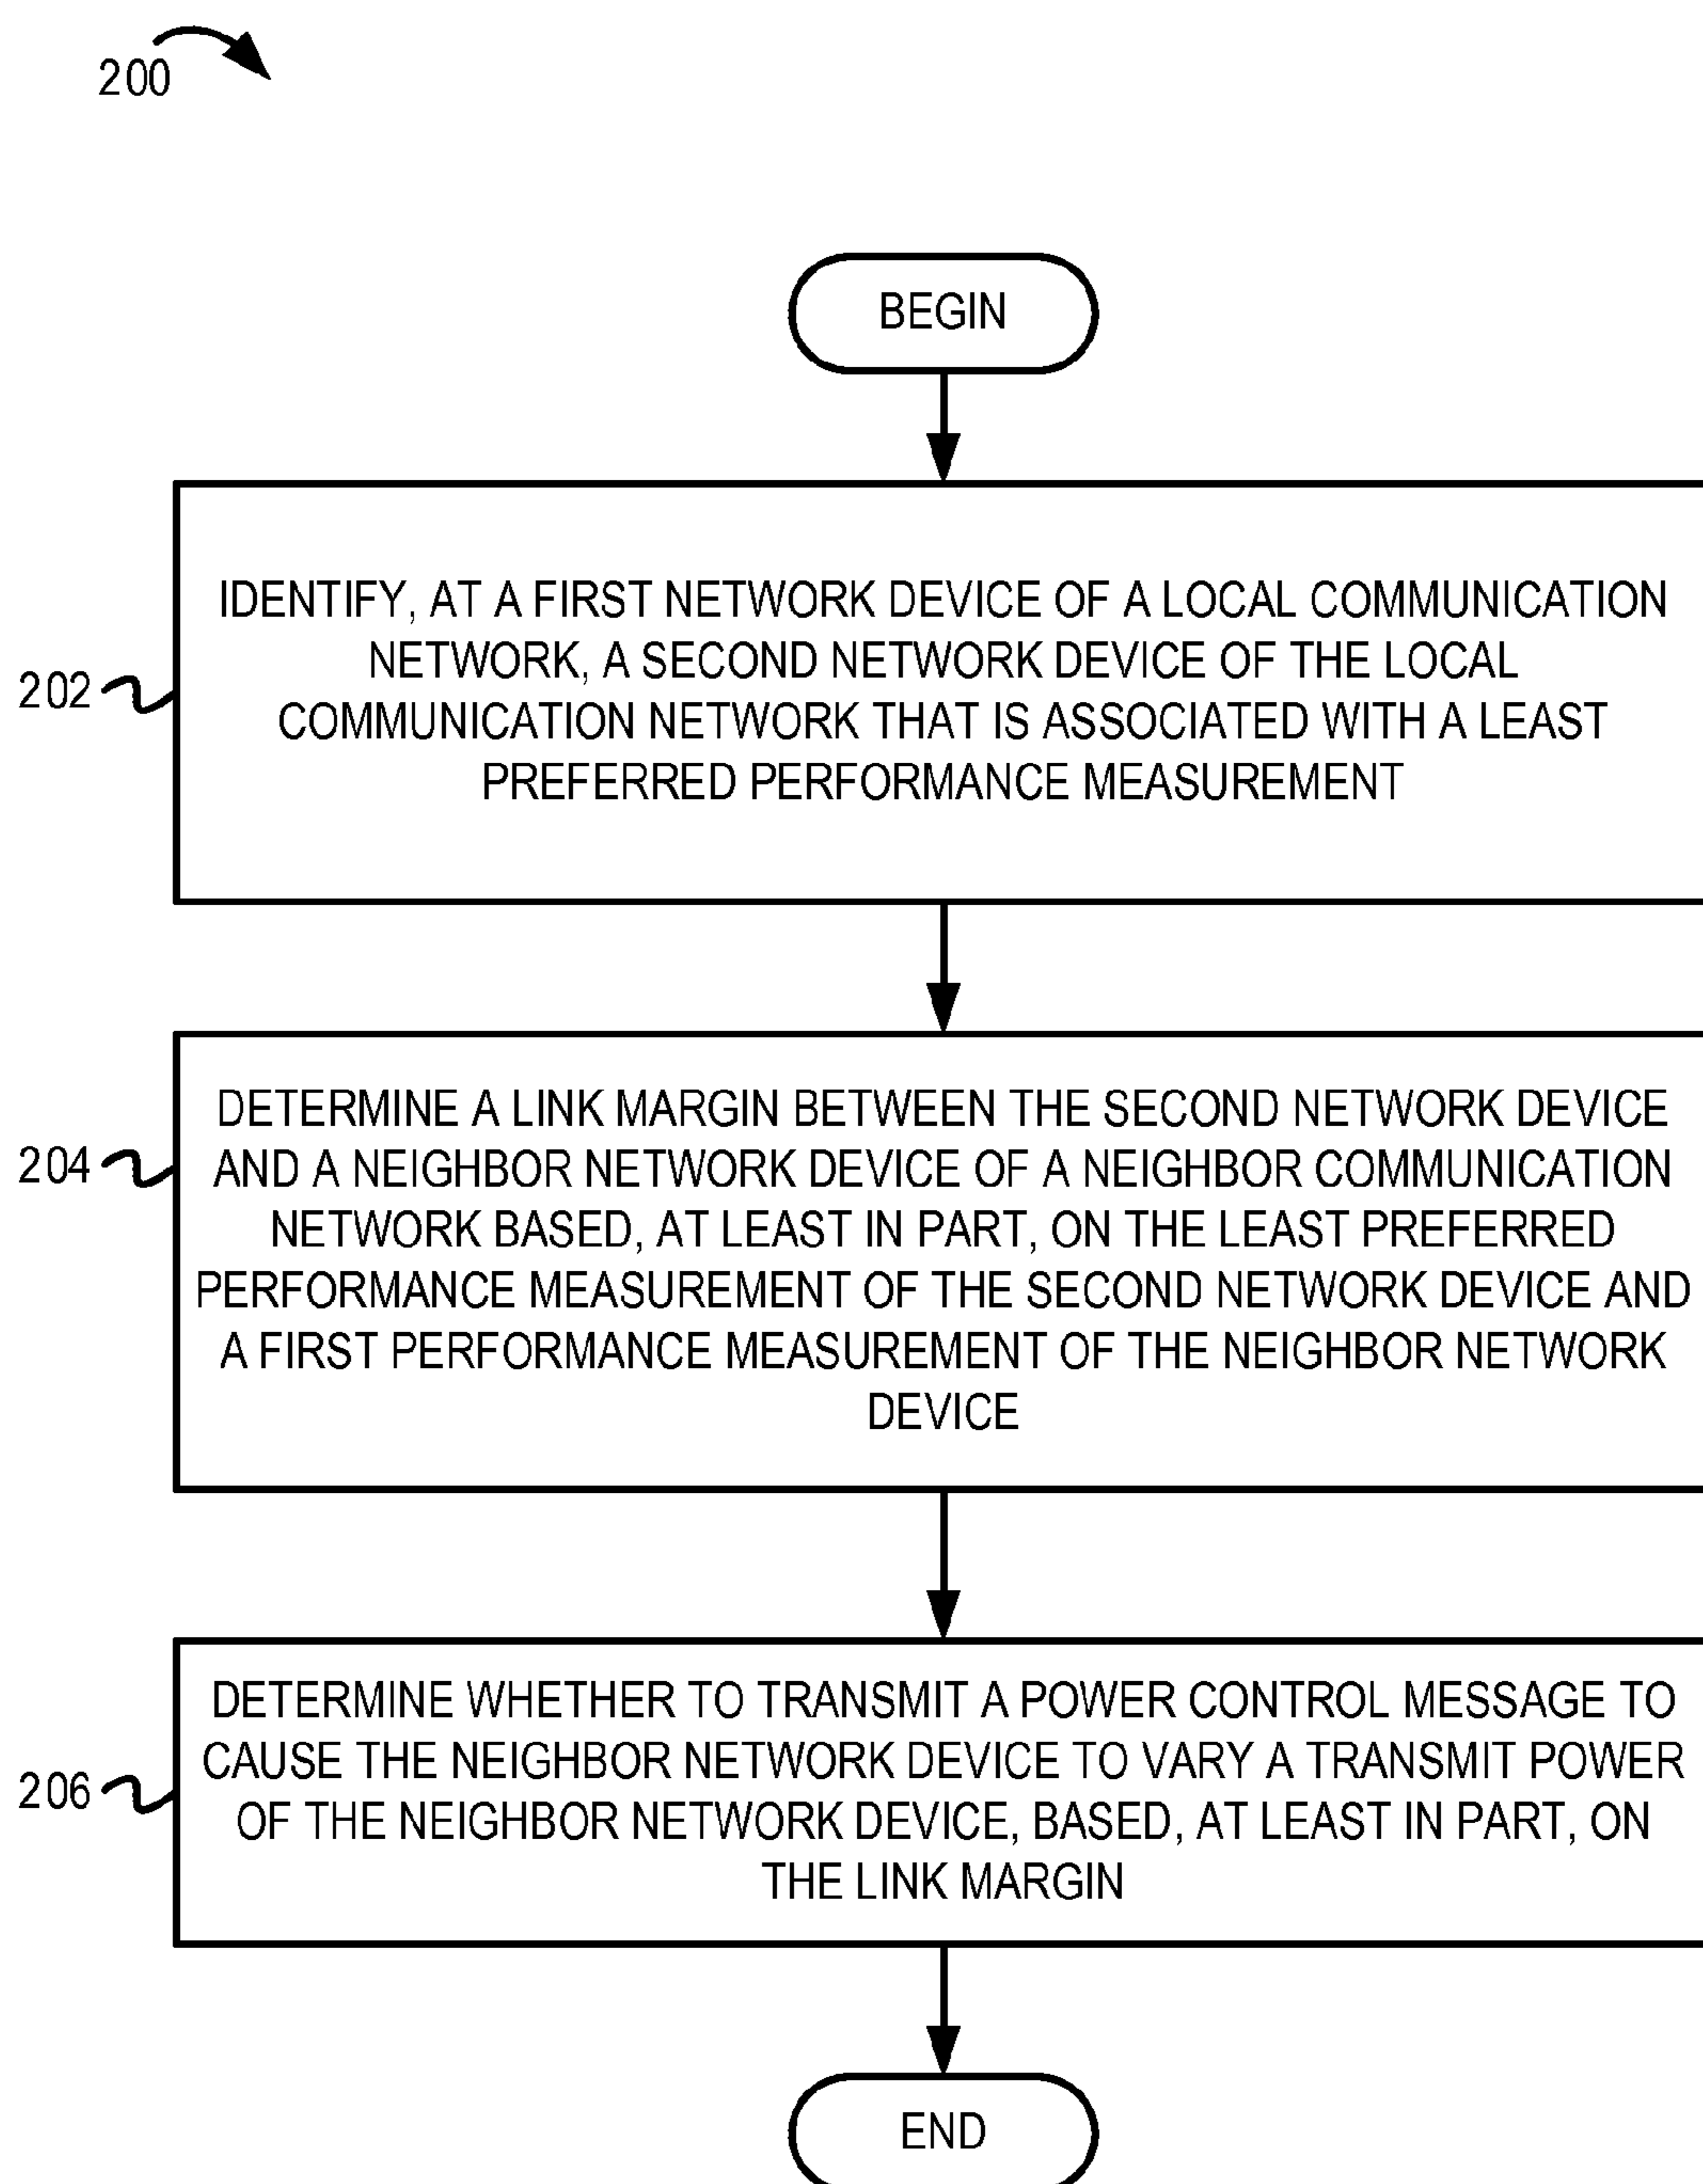 200
BEGIN
IDENTIFY, AT A FIRST NETWORK DEVICE OF A LOCAL COMMUNICATION
NETWORK, A SECOND NETWORK DEVICE OF THE LOCAL
COMMUNICATION NETWORK THAT IS ASSOCIATED WITH A LEAST
PREFERRED PERFORMANCE MEASUREMENT
202
DETERMINE A LINK MARGIN BETWEEN THE SECOND NETWORK DEVICE
AND A NEIGHBOR NETWORK DEVICE OF A NEIGHBOR COMMUNICATION
NETWORK BASED, AT LEAST IN PART, ON THE LEAST PREFERRED
PERFORMANCE MEASUREMENT OF THE SECOND NETWORK DEVICE AND
A FIRST PERFORMANCE MEASUREMENT OF THE NEIGHBOR NETWORK
DEVICE
204
DETERMINE WHETHER TO TRANSMIT A POWER CONTROL MESSAGE TO
CAUSE THE NEIGHBOR NETWORK DEVICE TO VARY A TRANSMIT POWER
OF THE NEIGHBOR NETWORK DEVICE, BASED, AT LEAST IN PART, ON
THE LINK MARGIN
206
END